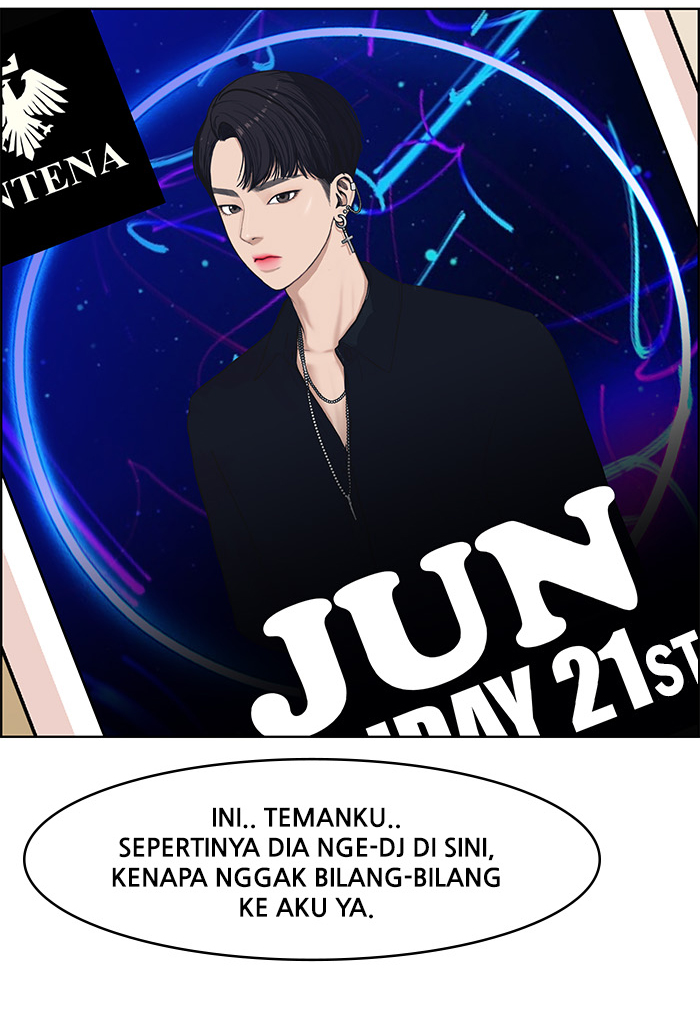 NTENA
JUN
DAY 21ST
INI.. TEMANKU..
SEPERTINYA DIA NGE-DJ DI SINI,
KENAPA NGGAK BILANG-BILANG
KE AKU YA.